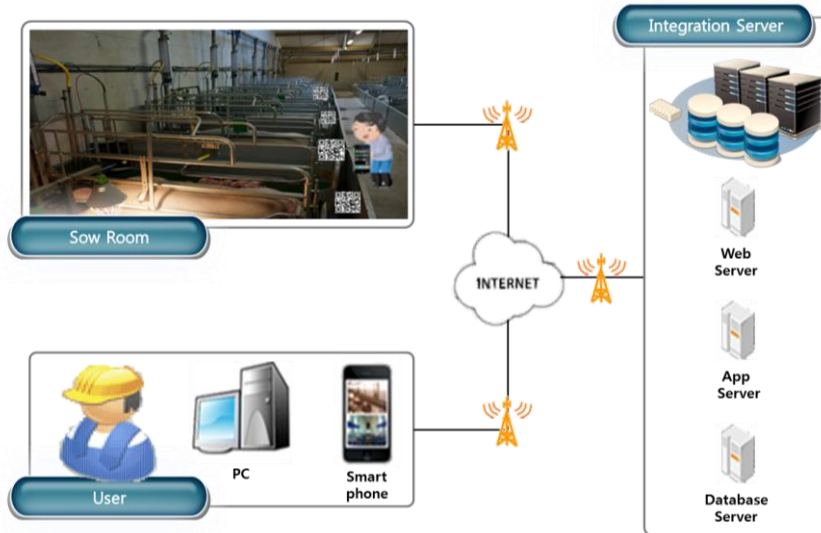 Integration Server
Sow Room
INTERNET
Web
Server
App
Server
User
PC
Smart
phone
Database
Server